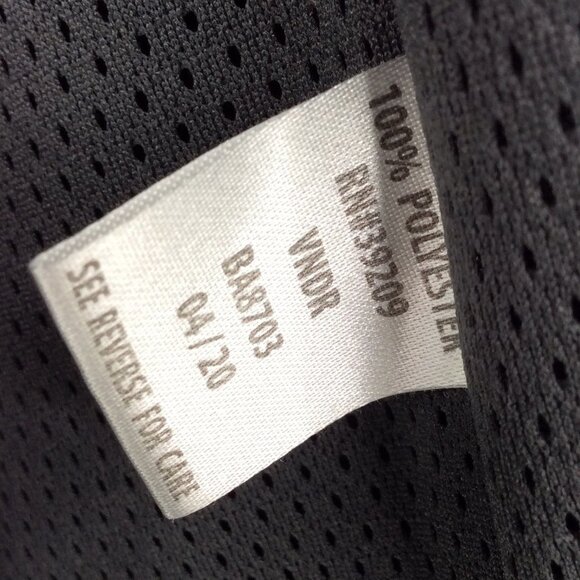 100% POLYESTER
RN#39209
VNDR
BA8703
04/20
SEE REVERSE FOR CARE